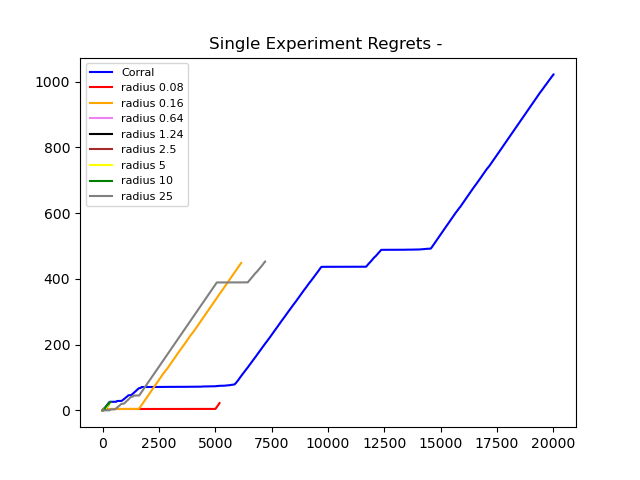 Single Experiment Regrets -
1000
800
600
400
200
0
Corral
radius 0.08
radius 0.16
radius 0.64
radius 1.24
radius 2.5
radius 5
radius 10
radius 25
0 2500 5000 7500 10000 12500 15000 17500 20000